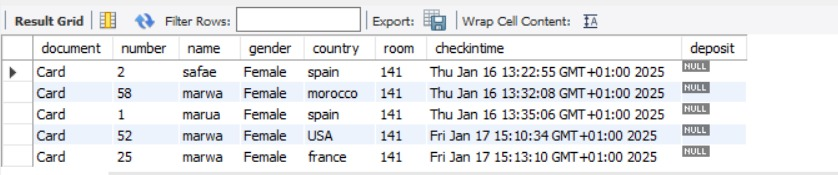 Result Grid Filter Rows: Export: Wrap Cell Content: IA
document number name gender country room checkintime deposit
Card 2 safae Female spain 141 Thu Jan 16 13:22:55 GMT+01:00 2025 NULL
Card 58 marwa Female morocco 141 Thu Jan 16 13:32:08 GMT+01:00 2025 NULL
Card 1 marua Female spain 141 Thu Jan 16 13:35:06 GMT+01:00 2025 NULL
Card 52 marwa Female USA 141 Fri Jan 17 15:10:34 GMT+01:00 2025 NULL
Card 25 marwa Female france 141 Fri Jan 17 15:13:10 GMT+01:00 2025 NULL